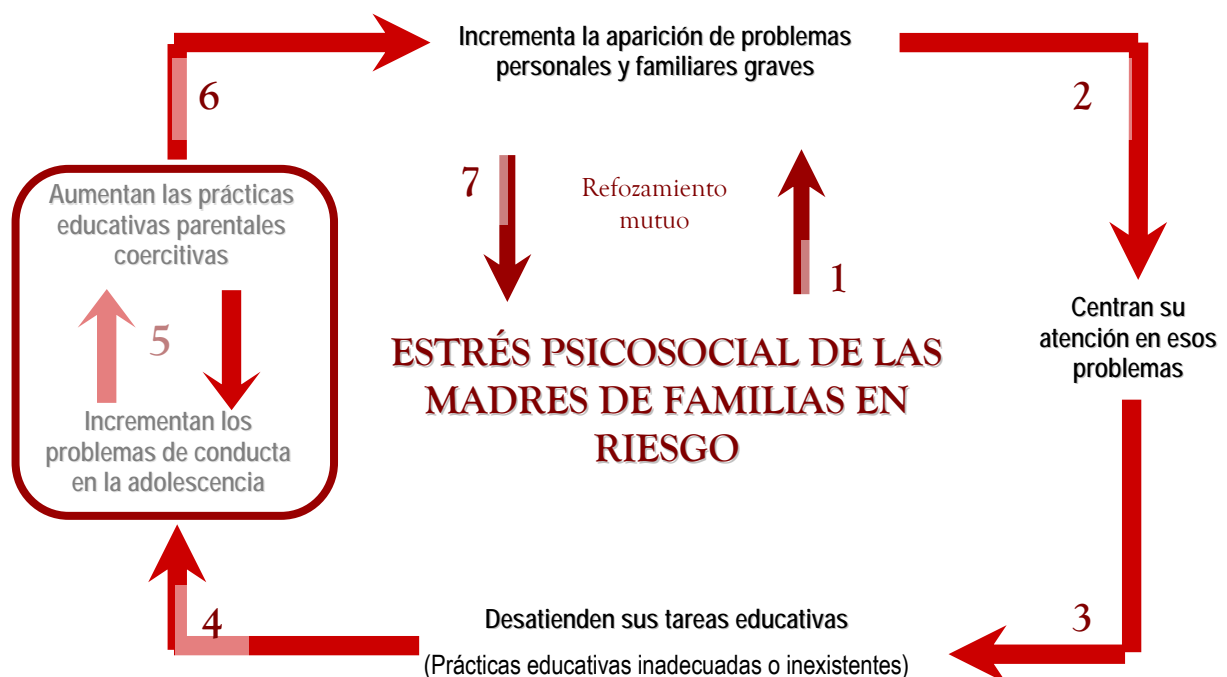 Incrementa la aparición de problemas
personales y familiares graves
6
2
7
Refozamiento
mutuo
1
Aumentan las prácticas
educativas parentales
coercitivas
5
Incrementan los
problemas de conducta
en la adolescencia
ESTRÉS PSICOSOCIAL DE LAS
MADRES DE FAMILIAS EN
RIESGO
Centran su
atención en esos
problemas
4
Desatienden sus tareas educativas
(Prácticas educativas inadecuadas o inexistentes)
3